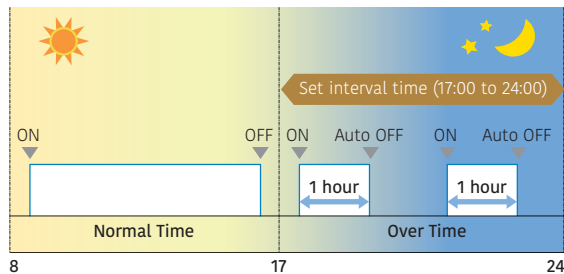 Set interval time (17:00 to 24:00)
ON OFF ON Auto OFF ON Auto OFF
1 hour 1 hour
Normal Time Over Time
8 17 24